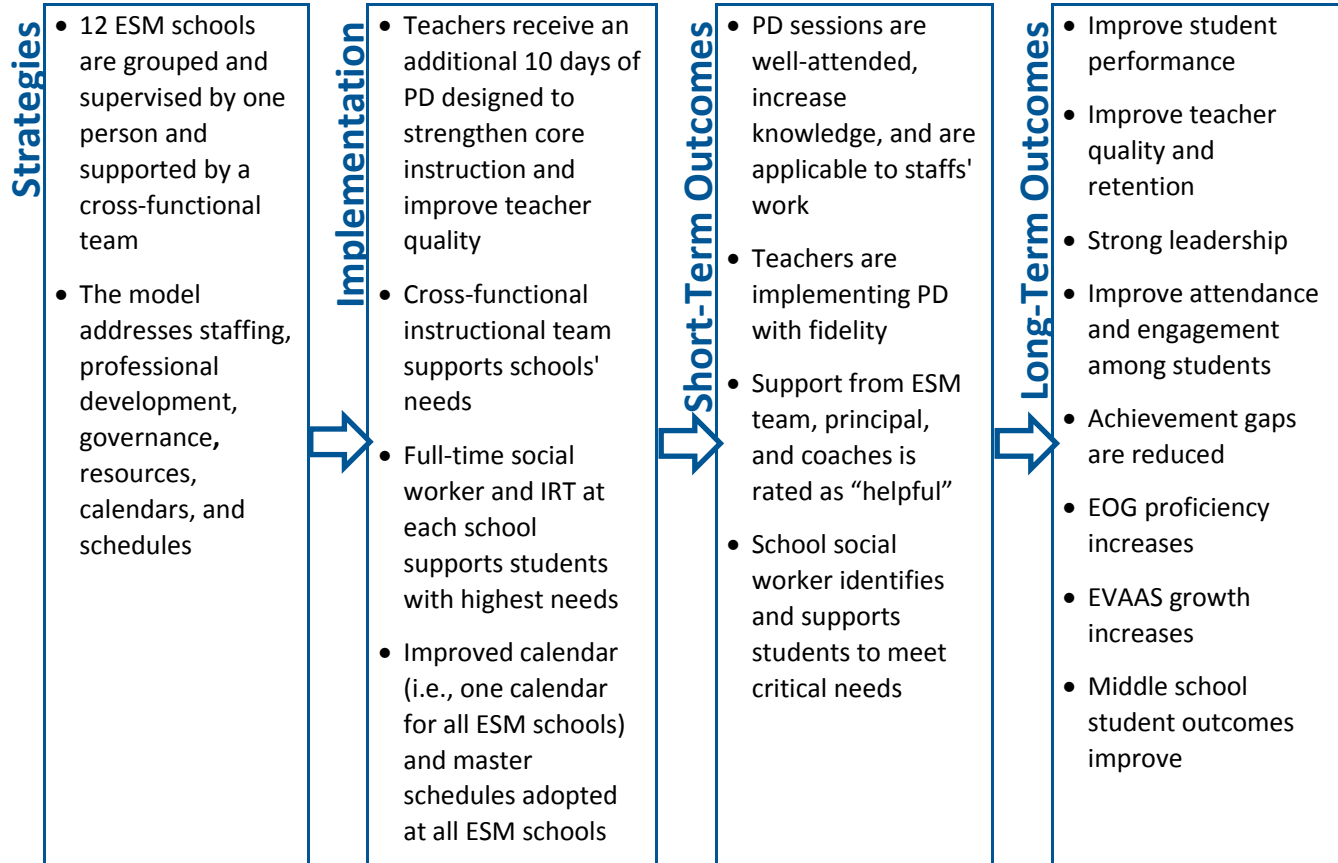 Strategies
• 12 ESM schools
are grouped and
supervised by one
person and
supported by a
cross-functional
team
• The model
addresses staffing,
professional
development,
governance,
resources,
calendars, and
schedules
Implementation
• Teachers receive an
additional 10 days of
PD designed to
strengthen core
instruction and
improve teacher
quality
• Cross-functional
instructional team
supports schools'
needs
• Full-time social
worker and IRT at
each school
supports students
with highest needs
• Improved calendar
(i.e., one calendar
for all ESM schools)
and master
schedules adopted
at all ESM schools
Short-Term Outcomes
• PD sessions are
well-attended,
increase
knowledge, and are
applicable to staffs'
work
• Teachers are
implementing PD
with fidelity
• Support from ESM
team, principal,
and coaches is
rated as “helpful”
• School social
worker identifies
and supports
students to meet
critical needs
Long-Term Outcomes
• Improve student
performance
• Improve teacher
quality and
retention
• Strong leadership
• Improve attendance
and engagement
among students
• Achievement gaps
are reduced
• EOG proficiency
increases
• EVAAS growth
increases
• Middle school
student outcomes
improve